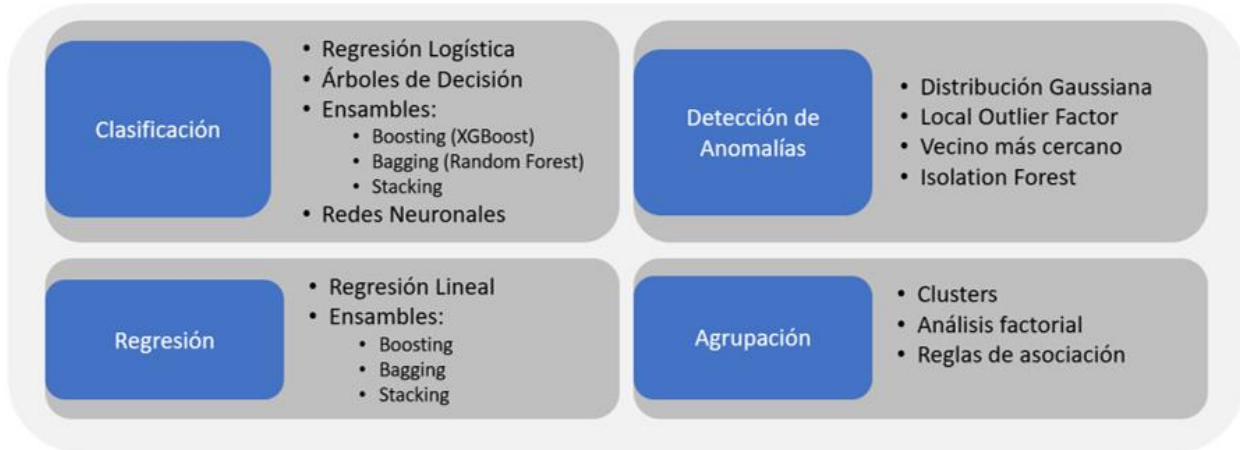 Clasificación
• Regresión Logística
• Árboles de Decisión
• Ensambles:
• Boosting (XGBoost)
• Bagging (Random Forest)
• Stacking
• Redes Neuronales
Detección de
Anomalías
• Distribución Gaussiana
• Local Outlier Factor
• Vecino más cercano
• Isolation Forest
Regresión
• Regresión Lineal
• Ensambles:
• Boosting
• Bagging
• Stacking
Agrupación
• Clusters
• Análisis factorial
• Reglas de asociación